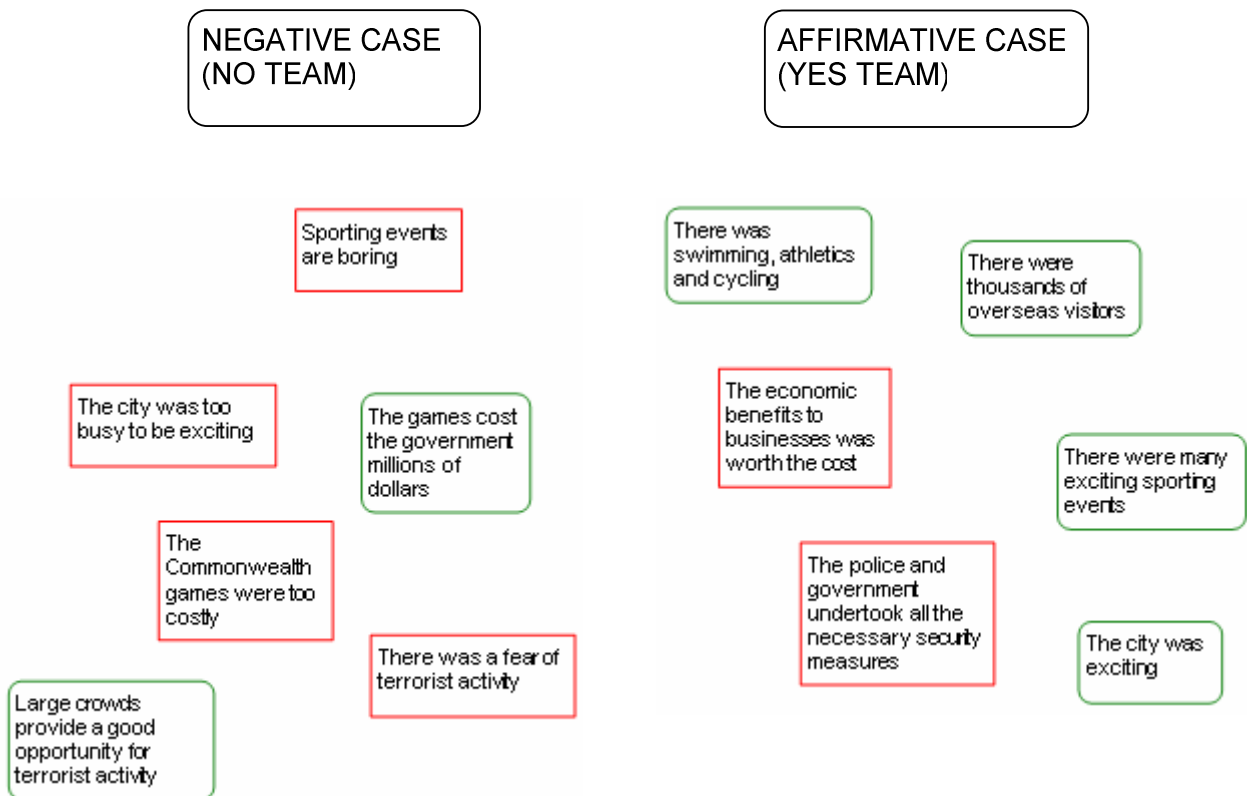 NEGATIVE CASE
(NO TEAM)
AFFIRMATIVE CASE
(YES TEAM)
Sporting events
are boring
The city was too
busy to be exciting
The games cost
the government
millions of
dollars
The
Commonwealth
games were too
costly
There was a fear of
terrorist activity
Large crowds
provide a good
opportunity for
terrorist activity
There was
swimming, athletics
and cycling
There were
thousands of
overseas visitors
The economic
benefits to
businesses was
worth the cost
There were many
exciting sporting
events
The police and
government
undertook all the
necessary security
measures
The city was
exciting